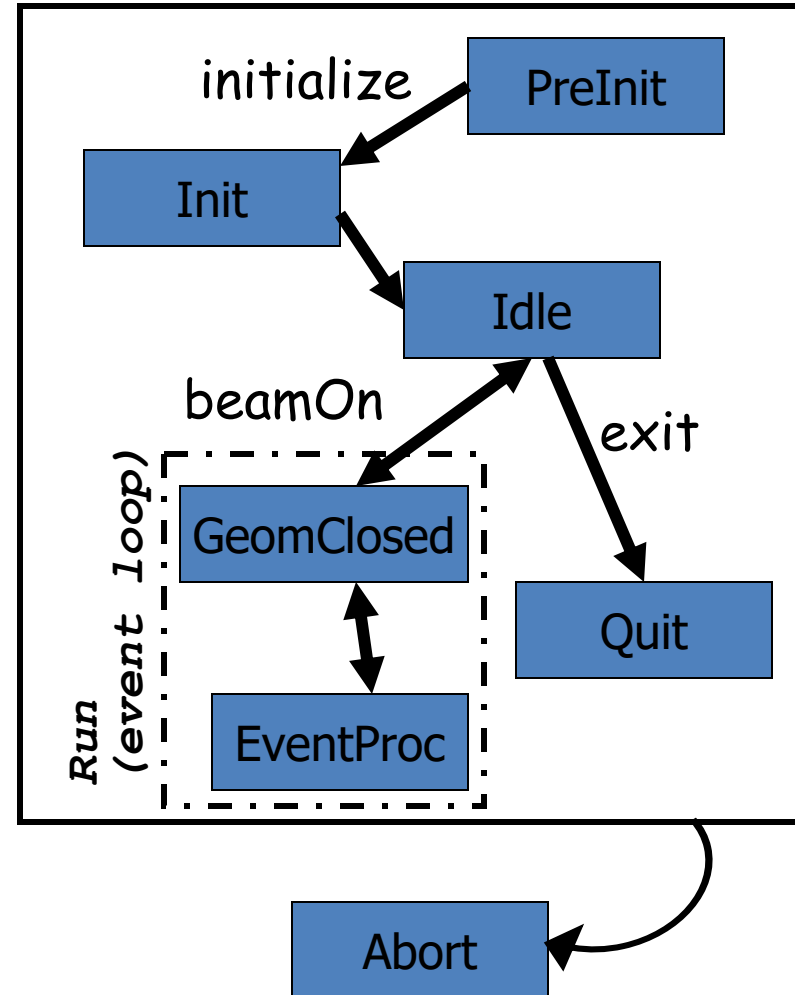 PreInit
initialize
Init
Idle
beamOn
exit
Run
(event loop)
GeomClosed
Quit
EventProc
Abort